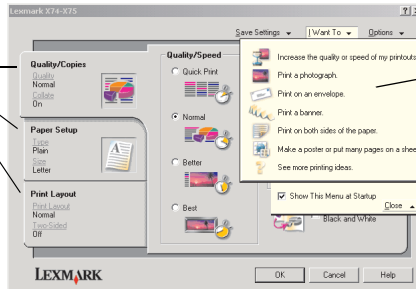 Lexmark X74-X75
Save Settings
I Want To
Options
Quality/Copies
Quality
Normal
Collate
On
Paper Setup
Type
Plain
Size
Letter
Print Layout
Print Layout
Normal
Two-Sided
Off
Quality/Speed
Quick Print
Normal
Better
Best
Increase the quality or speed of my printouts
Print a photograph.
Print on an envelope.
Print a banner.
Print on both sides of the paper.
Make a poster or put many pages on a shee
See more printing ideas.
Show This Menu at Startup
Close
Black and White
LEXMARK
OK
Cancel
Help